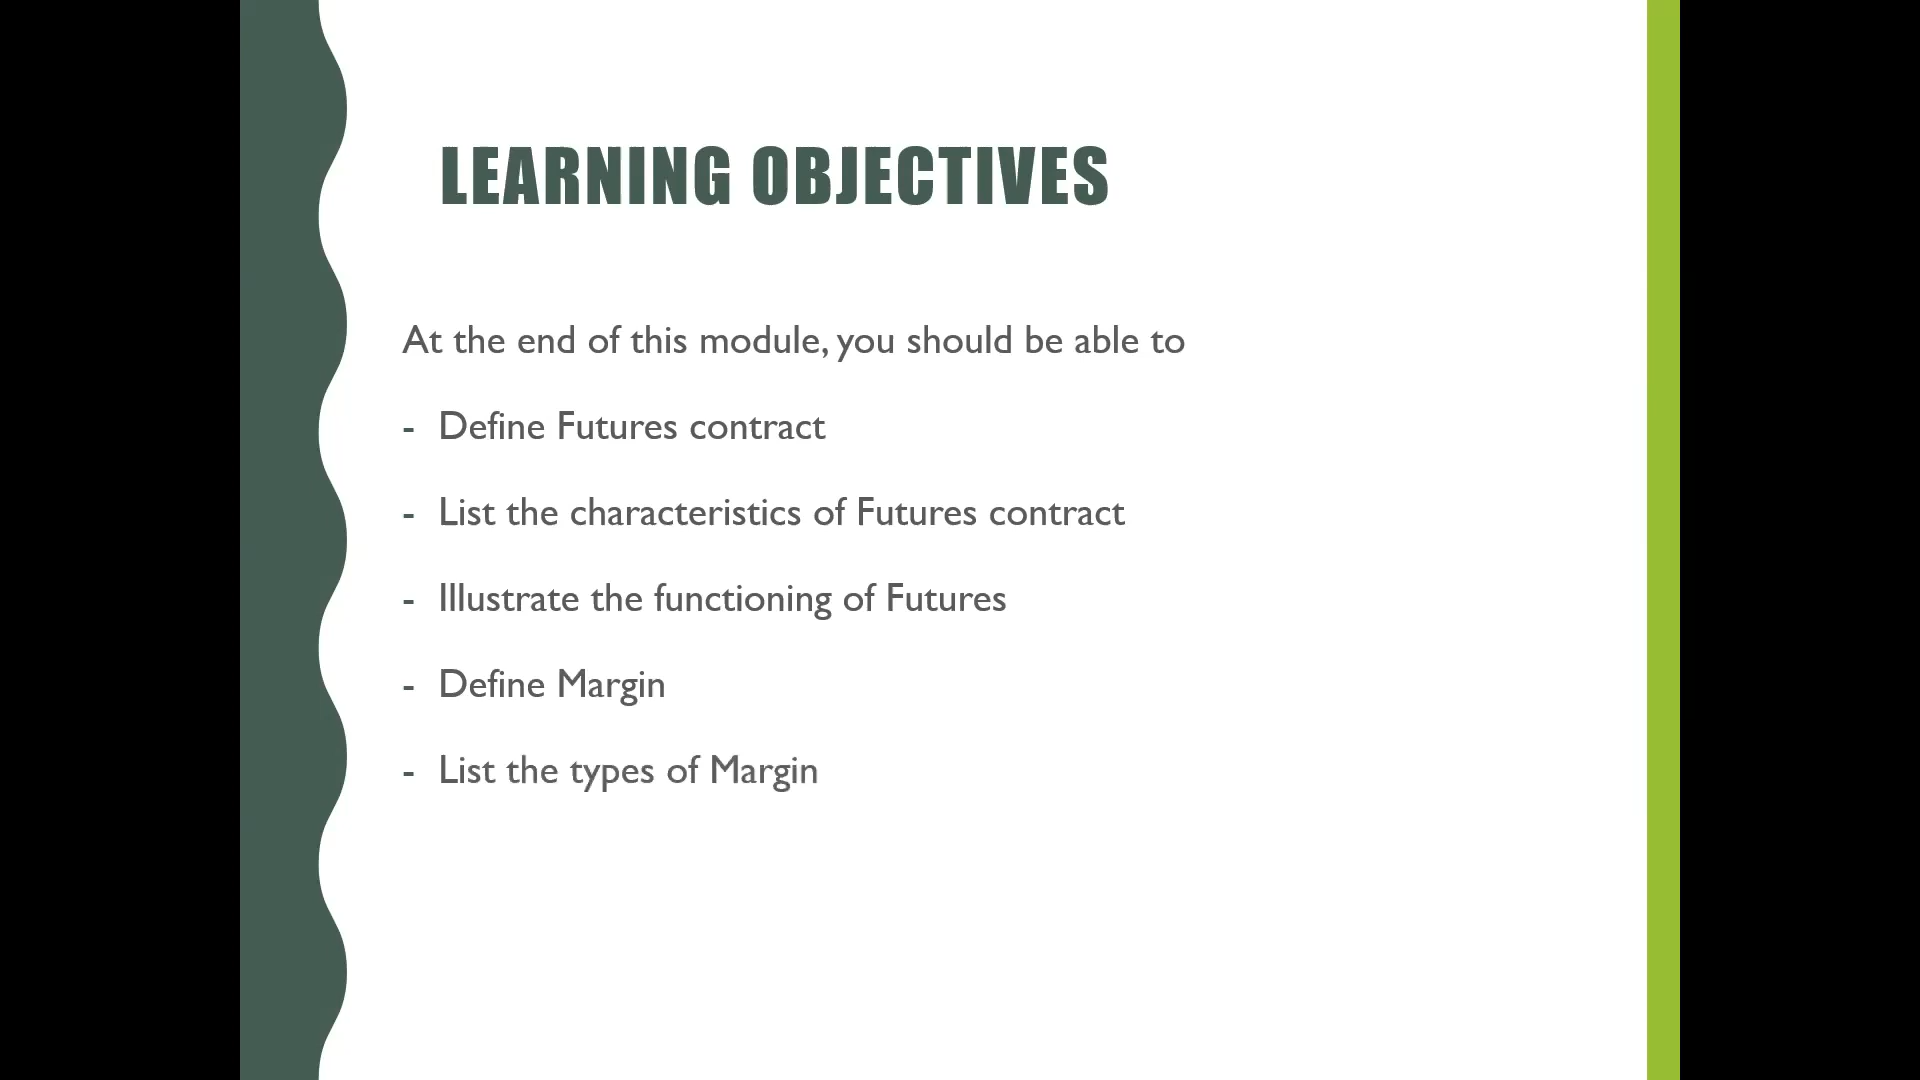 LEARNING OBJECTIVES
At the end of this module, you should be able to
- Define Futures contract
- List the characteristics of Futures contract
- Illustrate the functioning of Futures
- Define Margin
- List the types of Margin